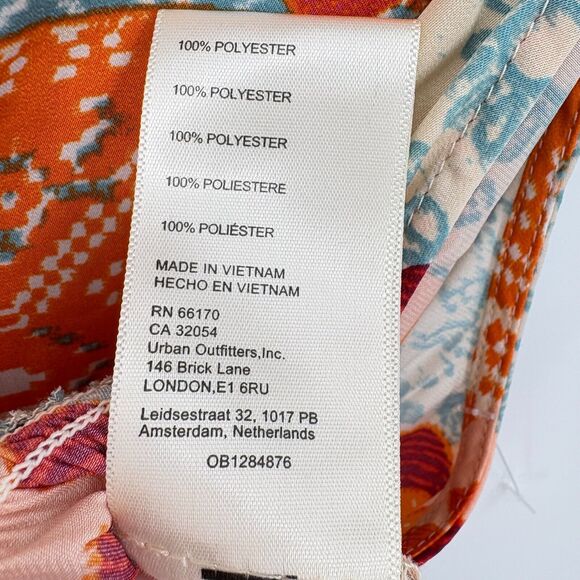 100% POLYESTER
100% POLYESTER
100% POLYESTER
100% POLIESTERE
100% POLIÉSTER
MADE IN VIETNAM
HECHO EN VIETNAM
RN 66170
CA 32054
Urban Outfitters,Inc.
146 Brick Lane
LONDON,E1 6RU
Leidsestraat 32, 1017 PB
Amsterdam, Netherlands
OB1284876